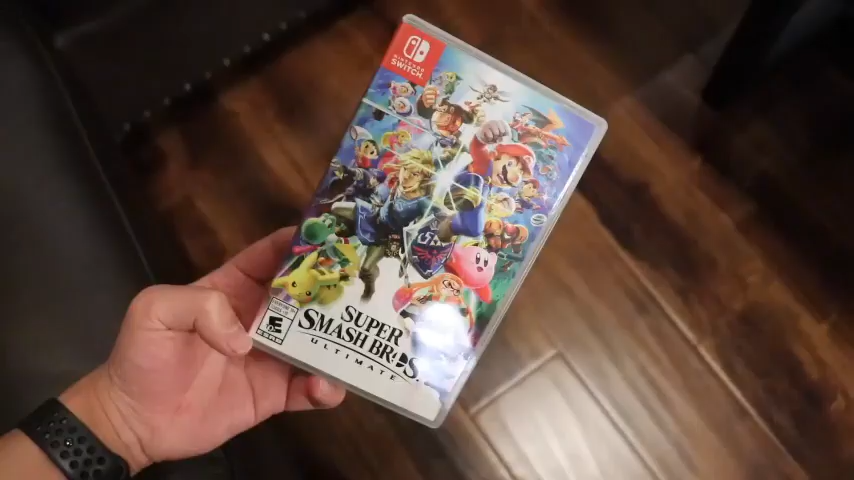 NINTENDO
SWITCH
E
SUPER
SMASH BROS.
ULTIMATE